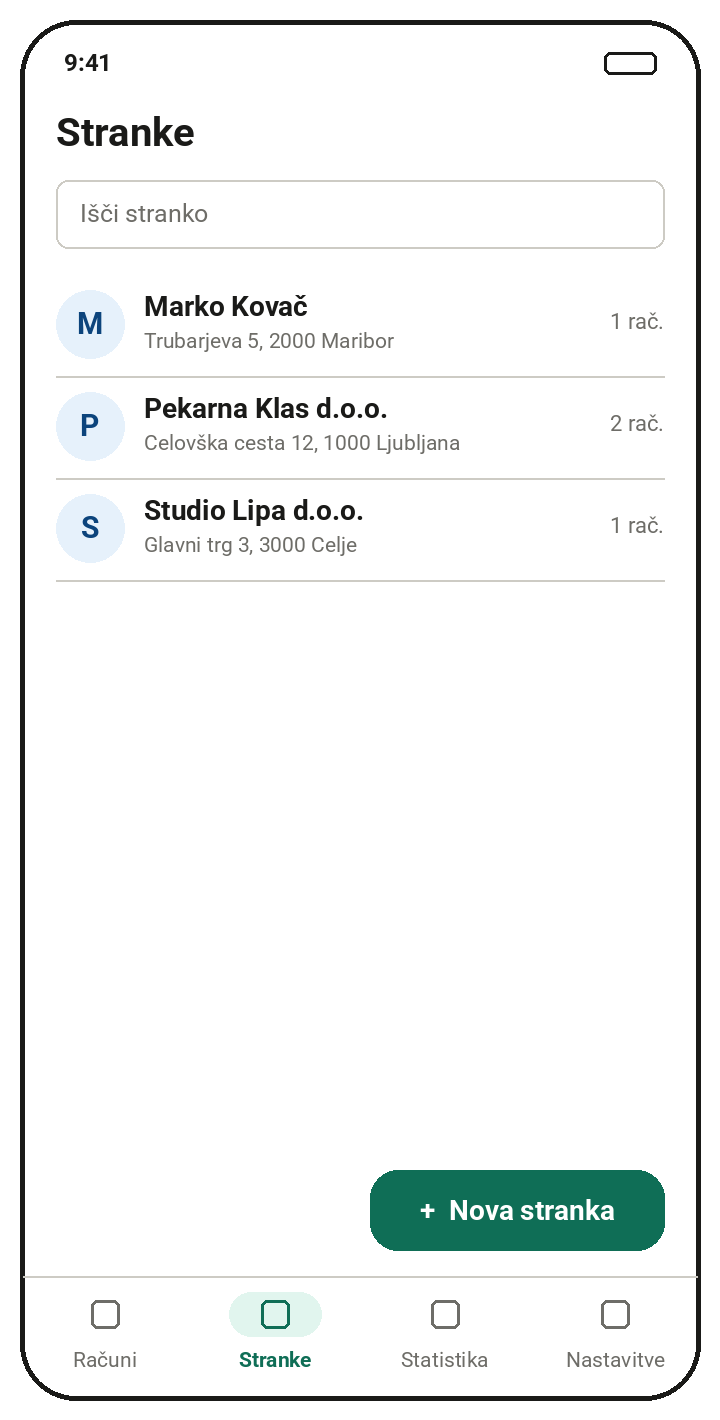 9:41
Stranke
Išči stranko
M
Marko Kovač
Trubarjeva 5, 2000 Maribor
1 rač.
P
Pekarna Klas d.o.o.
Celovška cesta 12, 1000 Ljubljana
2 rač.
S
Studio Lipa d.o.o.
Glavni trg 3, 3000 Celje
1 rač.
+ Nova stranka
Računi
Stranke
Statistika
Nastavitve